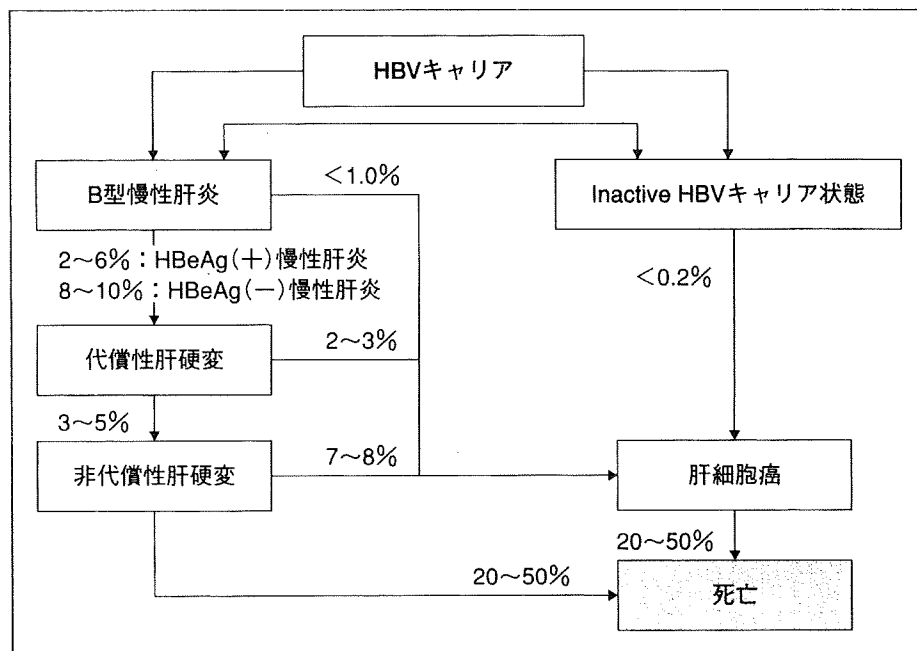 HBVキャリア
B型慢性肝炎
<1.0%
Inactive HBVキャリア状態
2〜6%：HBeAg(＋)慢性肝炎
8〜10%：HBeAg(−)慢性肝炎
<0.2%
代償性肝硬変
2〜3%
3〜5%
非代償性肝硬変
7〜8%
肝細胞癌
20〜50%
20〜50%
死亡